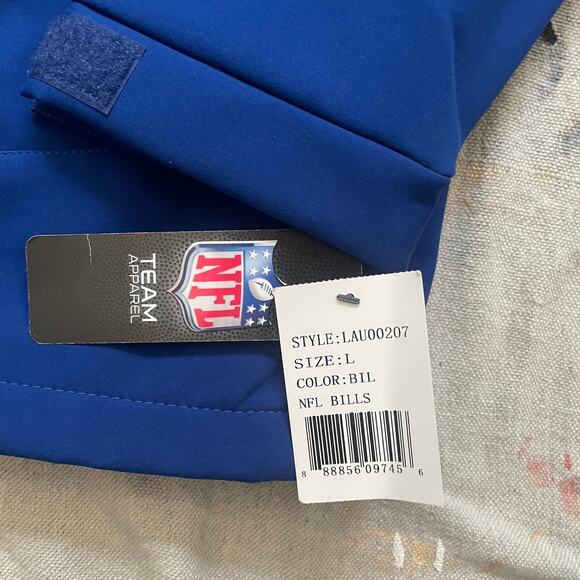 TEAM
APPAREL
NFL
STYLE:LAU00207
SIZE:L
COLOR:BIL
NFL BILLS
8 88856 09745 6